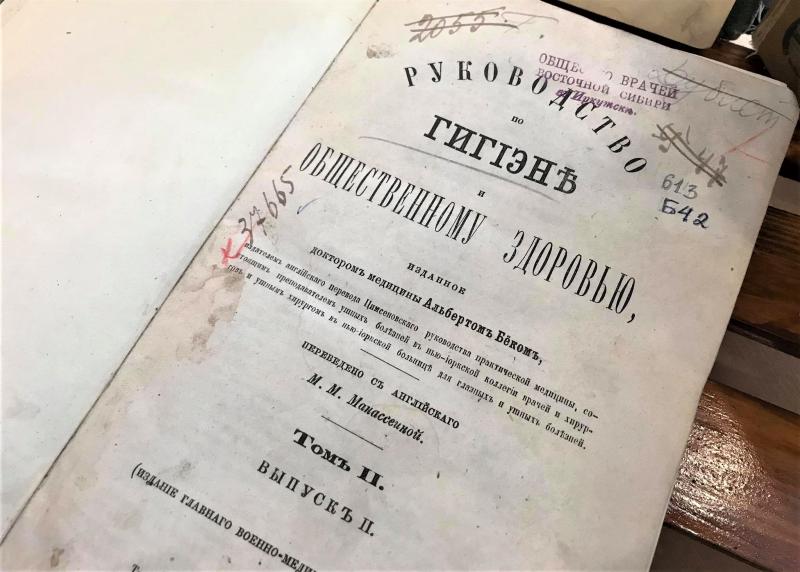 2055
РУКОВОДСТВО
ОБЩЕ О ВРАЧЕЙ
ВОСТОЧНОЙ СИБИРИ
въ Иркутскѣ.
по
ГИГІЭНѢ
и
613
Б42
37665
ОБЩЕСТВЕННОМУ ЗДОРОВЬЮ,
ИЗДАННОЕ
докторомъ медицины Альбертомъ Бёкомъ,
издателемъ англійскаго перевода Цимсеновскаго руководства практической медицины, со-
стоящимъ преподавателемъ ушныхъ болѣзней въ нью-іоркской коллегіи врачей и хирур-
говъ и ушнымъ хирургомъ въ нью-іоркской больницѣ для глазныхъ и ушныхъ болѣзней.
ПЕРЕВЕДЕНО СЪ АНГЛІЙСКАГО
М. М. Манассеиной.
Томъ II.
ВЫПУСКЪ II.
(ИЗДАНІЕ ГЛАВНАГО ВОЕННО-МЕДИ